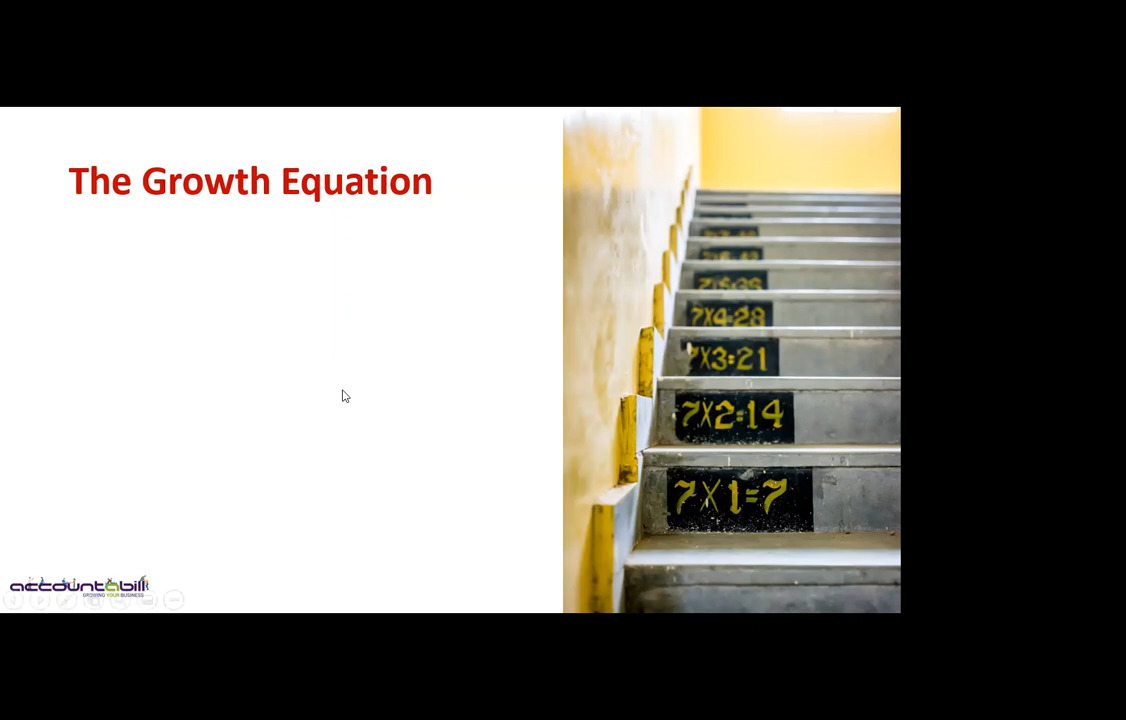 The Growth Equation
7X4=28
7X3=21
7X2=14
7X1=7
accountabill
GROWING YOUR BUSINESS